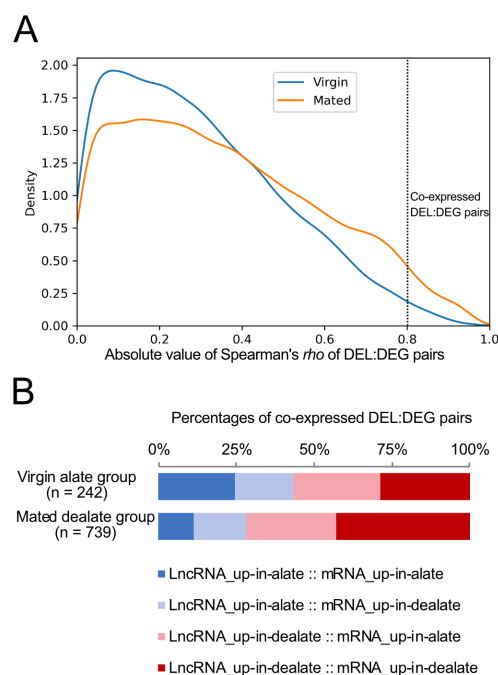 A
2.00
1.75
1.50
1.25
1.00
0.75
0.50
0.25
0.00
Density
Virgin
Mated
Co-expressed
DEL:DEG pairs
0.0
0.2
0.4
0.6
0.8
1.0
Absolute value of Spearman's rho of DEL:DEG pairs
B
Percentages of co-expressed DEL:DEG pairs
0% 25% 50% 75% 100%
Virgin alate group
(n = 242)
Mated dealate group
(n = 739)
LncRNA_up-in-alate :: mRNA_up-in-alate
LncRNA_up-in-alate :: mRNA_up-in-dealate
LncRNA_up-in-dealate :: mRNA_up-in-alate
LncRNA_up-in-dealate :: mRNA_up-in-dealate